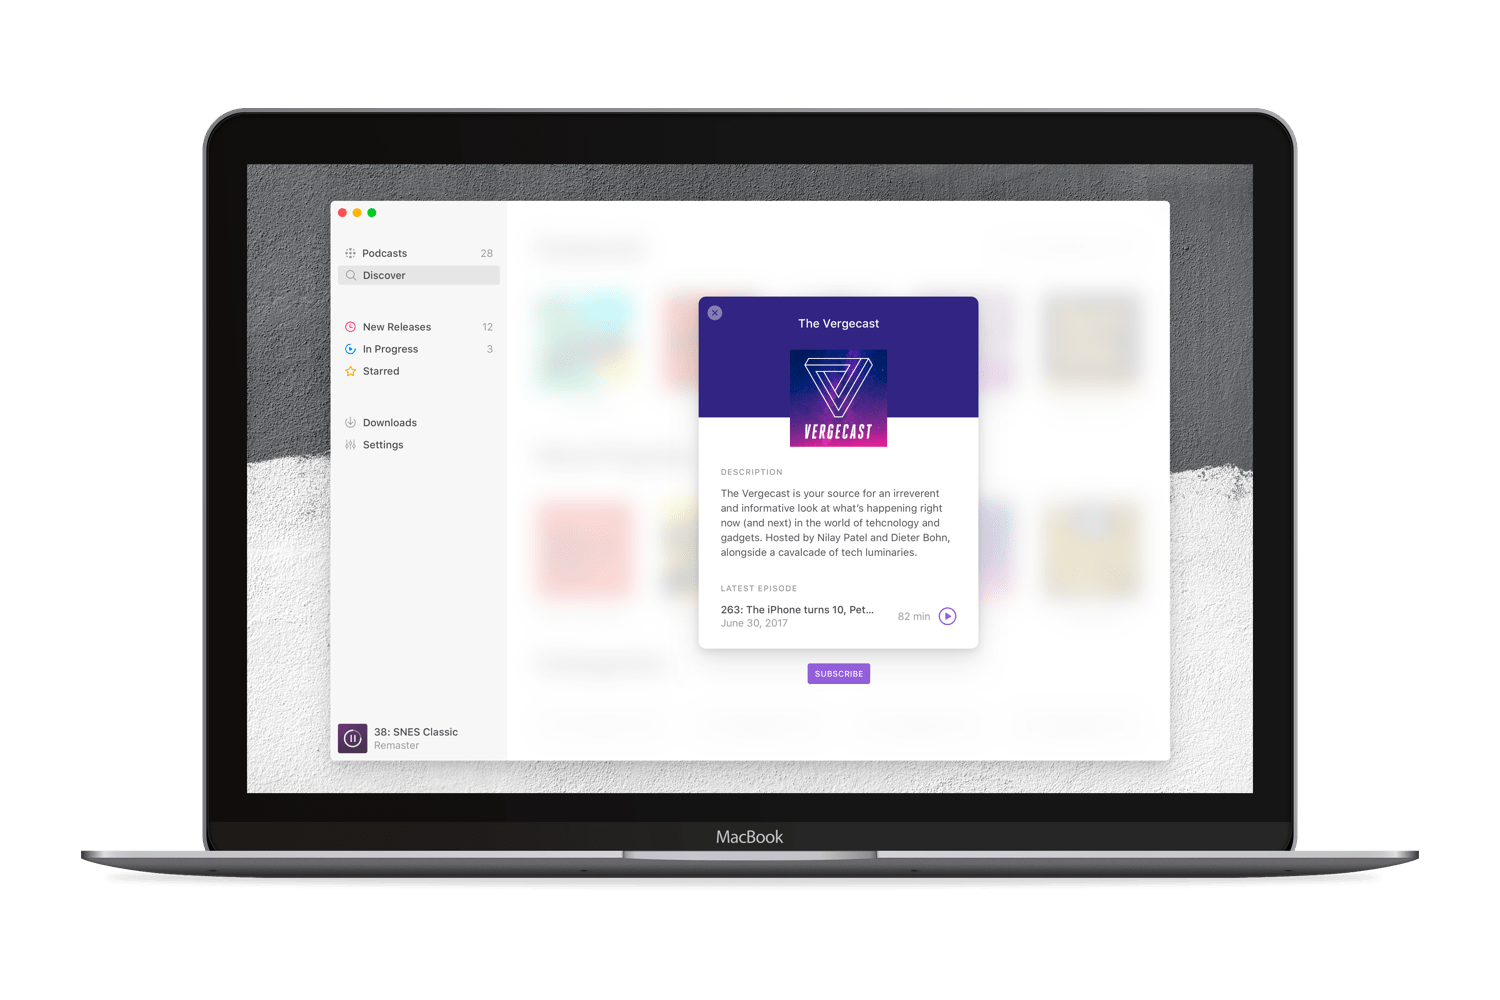 Podcasts 28
Discover
New Releases 12
In Progress 3
Starred
Downloads
Settings
38: SNES Classic
Remaster
The Vergecast
VERGECAST
DESCRIPTION
The Vergecast is your source for an irreverent
and informative look at what’s happening right
now (and next) in the world of tehcnology and
gadgets. Hosted by Nilay Patel and Dieter Bohn,
alongside a cavalcade of tech luminaries.
LATEST EPISODE
263: The iPhone turns 10, Pet...
June 30, 2017
82 min
SUBSCRIBE
MacBook